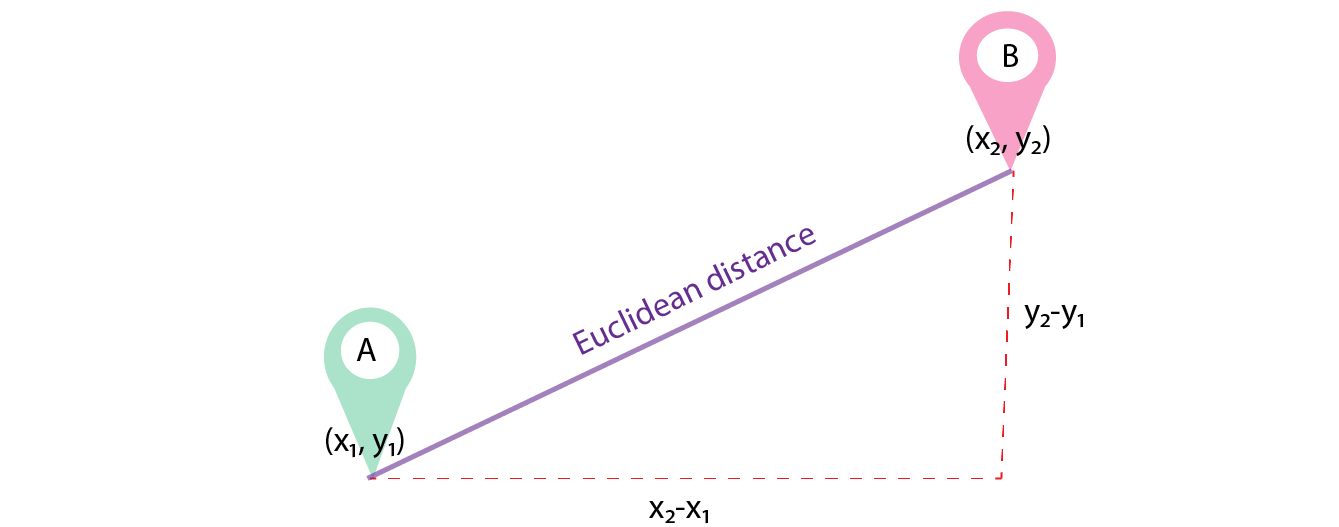 B
(x₂, y₂)
Euclidean distance
y₂-y₁
A
(x₁, y₁)
x₂-x₁